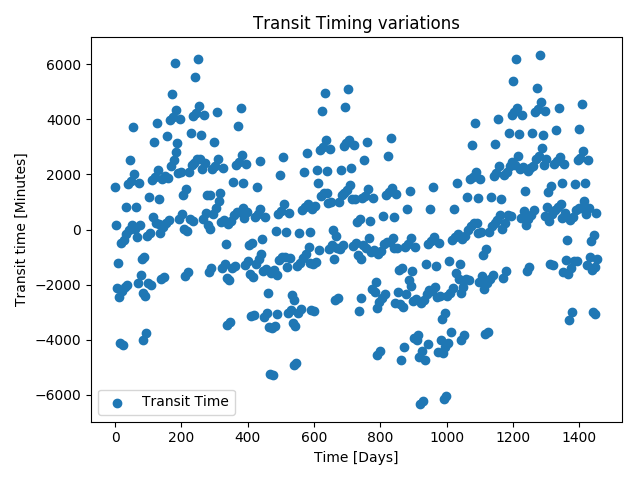 Transit Timing variations
6000
4000
2000
0
−2000
−4000
−6000
Transit time [Minutes]
Transit Time
0 200 400 600 800 1000 1200 1400
Time [Days]